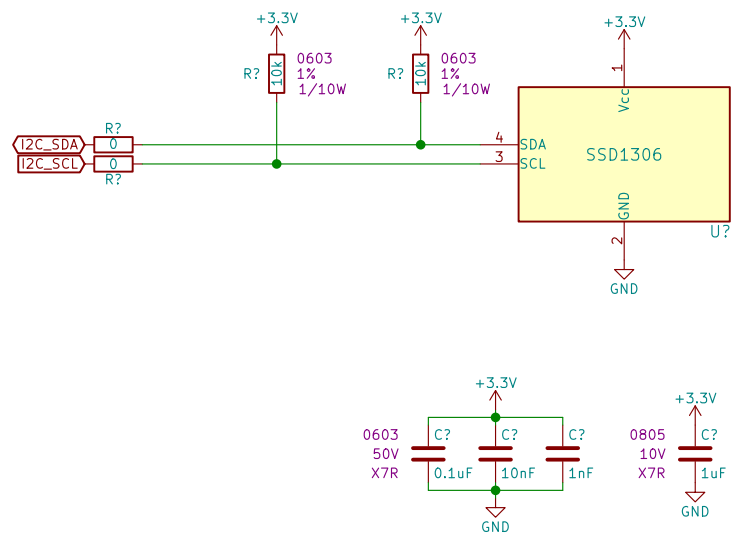 +3.3V
+3.3V
+3.3V
R?
10k
0603
1%
1/10W
R?
10k
0603
1%
1/10W
1
Vcc
R?
I2C_SDA
0
4
SDA
I2C_SCL
0
3
SCL
R?
SSD1306
GND
2
U?
GND
+3.3V
+3.3V
0603
50V
X7R
C?
0.1uF
C?
10nF
C?
1nF
GND
0805
10V
X7R
C?
1uF
GND